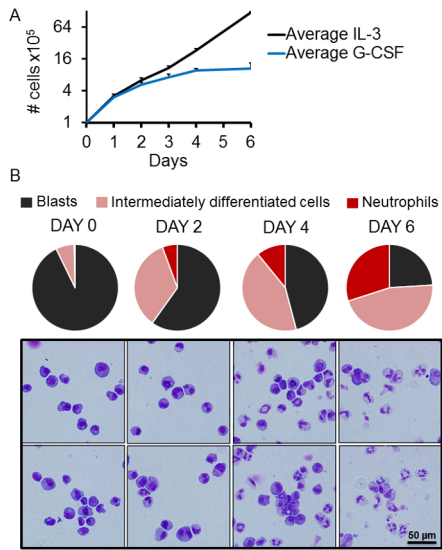 A
64
16
4
1
# cells x10⁵
0 1 2 3 4 5 6
Days
Average IL-3
Average G-CSF
B
Blasts Intermediately differentiated cells Neutrophils
DAY 0 DAY 2 DAY 4 DAY 6
50 µm